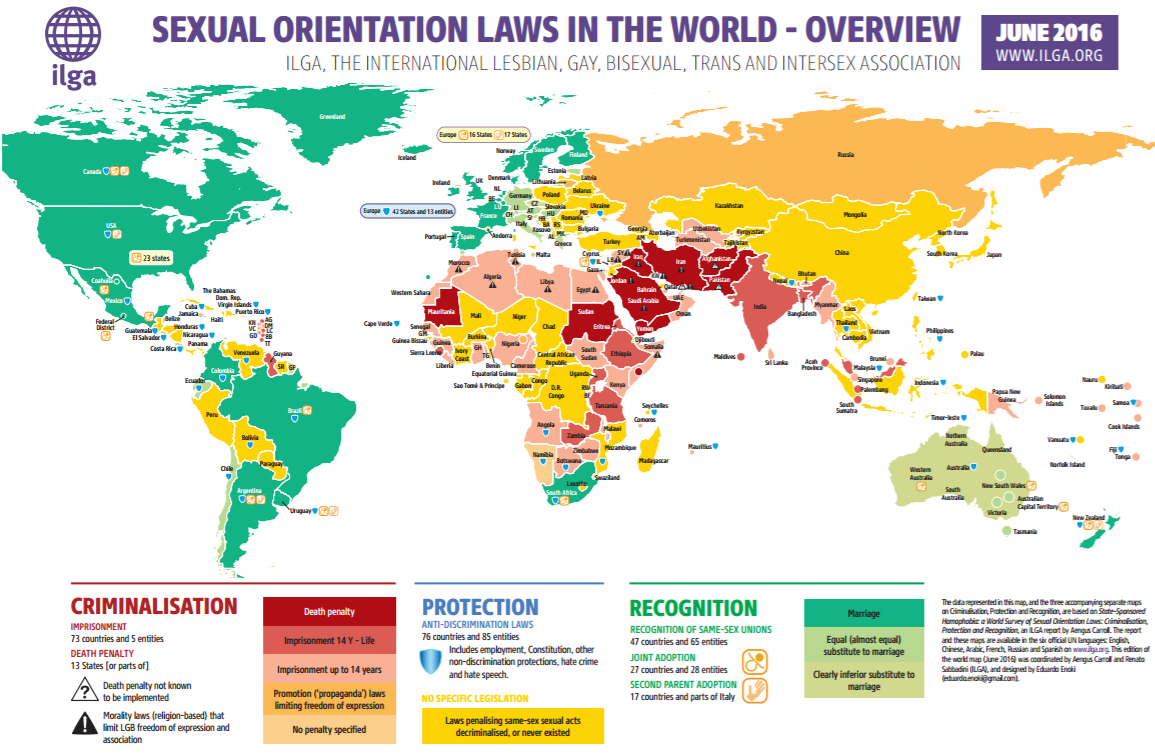 ilga
SEXUAL ORIENTATION LAWS IN THE WORLD - OVERVIEW
ILGA, THE INTERNATIONAL LESBIAN, GAY, BISEXUAL, TRANS AND INTERSEX ASSOCIATION
JUNE 2016
WWW.ILGA.ORG
Greenland
Iceland
Canada
USA
23 states
Coahuila
Mexico
Federal
District
Cuba
Jamaica
Belize
Haiti
The Bahamas
Dom. Rep.
Virgin Islands
Puerto Rico
Guatemala
El Salvador
Honduras
Nicaragua
Costa Rica
Panama
KN
VC
GD
AG
DM
LC
BB
TT
Venezuela
Guyana
SR
GF
Colombia
Ecuador
Peru
Brazil
Bolivia
Paraguay
Chile
Argentina
Uruguay
Europe 16 States 17 States
Europe 42 States and 13 entities
Norway
Sweden
Finland
Estonia
Latvia
Lithuania
Denmark
Ireland
UK
NL
BE
LU
Germany
Poland
Belarus
Ukraine
CZ
Slovakia
LI
CH
AT
HU
SI
HR
BA
RS
MD
Romania
Bulgaria
France
Italy
Kosovo
AL
MK
Greece
Portugal
Spain
Andorra
Malta
Russia
Kazakhstan
Mongolia
Georgia
AM
Azerbaijan
Uzbekistan
Turkmenistan
Kyrgyzstan
Tajikistan
Turkey
Cyprus
SY
LB
IL
Gaza
Iraq
Iran
Afghanistan
Pakistan
Jordan
KW
Bahrain
Qatar
UAE
Saudi Arabia
Oman
Yemen
China
North Korea
South Korea
Japan
Nepal
Bhutan
India
Bangladesh
Myanmar
Laos
Thailand
Vietnam
Cambodia
Taiwan
Philippines
Palau
Maldives
Sri Lanka
Aceh
Province
Brunei
Malaysia
Singapore
Palembang
South
Sumatra
Indonesia
Timor-leste
Papua New
Guinea
Nauru
Kiribati
Solomon
Islands
Tuvalu
Samoa
Cook Islands
Vanuatu
Fiji
Tonga
Norfolk Island
Northern
Australia
Queensland
Western
Australia
Australia
South
Australia
New South Wales
Australian
Capital Territory
Victoria
Tasmania
New Zealand
Morocco
Algeria
Tunisia
Libya
Egypt
Western Sahara
Mauritania
Mali
Niger
Chad
Sudan
Eritrea
Cape Verde
Senegal
GM
Guinea Bissau
Guinea
Sierra Leone
Liberia
Ivory
Coast
Burkina
GH
TG
Benin
Nigeria
Cameroon
Equatorial Guinea
Sao Tomé & Principe
Gabon
Congo
Central African
Republic
South
Sudan
Ethiopia
Djibouti
Somalia
Uganda
Kenya
D.R.
Congo
RW
BI
Tanzania
Seychelles
Comoros
Angola
Zambia
Malawi
Mozambique
Zimbabwe
Namibia
Botswana
Madagascar
Mauritius
Swaziland
Lesotho
South Africa
CRIMINALISATION
IMPRISONMENT
73 countries and 5 entities
DEATH PENALTY
13 States [or parts of]
Death penalty not known
to be implemented
Morality laws (religion-based) that
limit LGB freedom of expression and
association
Death penalty
Imprisonment 14 Y - Life
Imprisonment up to 14 years
Promotion ('propaganda') laws
limiting freedom of expression
No penalty specified
PROTECTION
ANTI-DISCRIMINATION LAWS
76 countries and 85 entities
Includes employment, Constitution, other
non-discrimination protections, hate crime
and hate speech.
NO SPECIFIC LEGISLATION
Laws penalising same-sex sexual acts
decriminalised, or never existed
RECOGNITION
RECOGNITION OF SAME-SEX UNIONS
47 countries and 65 entities
JOINT ADOPTION
27 countries and 28 entities
SECOND PARENT ADOPTION
17 countries and parts of Italy
Marriage
Equal (almost equal)
substitute to marriage
Clearly inferior substitute to
marriage
The data represented in this map, and the three accompanying separate maps
on Criminalisation, Protection and Recognition, are based on State-Sponsored
Homophobia: a World Survey of Sexual Orientation Laws: Criminalisation,
Protection and Recognition, an ILGA report by Aengus Carroll. The report
and these maps are available in the six official UN languages: English,
Chinese, Arabic, French, Russian and Spanish on www.ilga.org. This edition of
the world map (June 2016) was coordinated by Aengus Carroll and Renato
Sabbadini (ILGA), and designed by Eduardo Enoki
(eduardo.enoki@gmail.com).